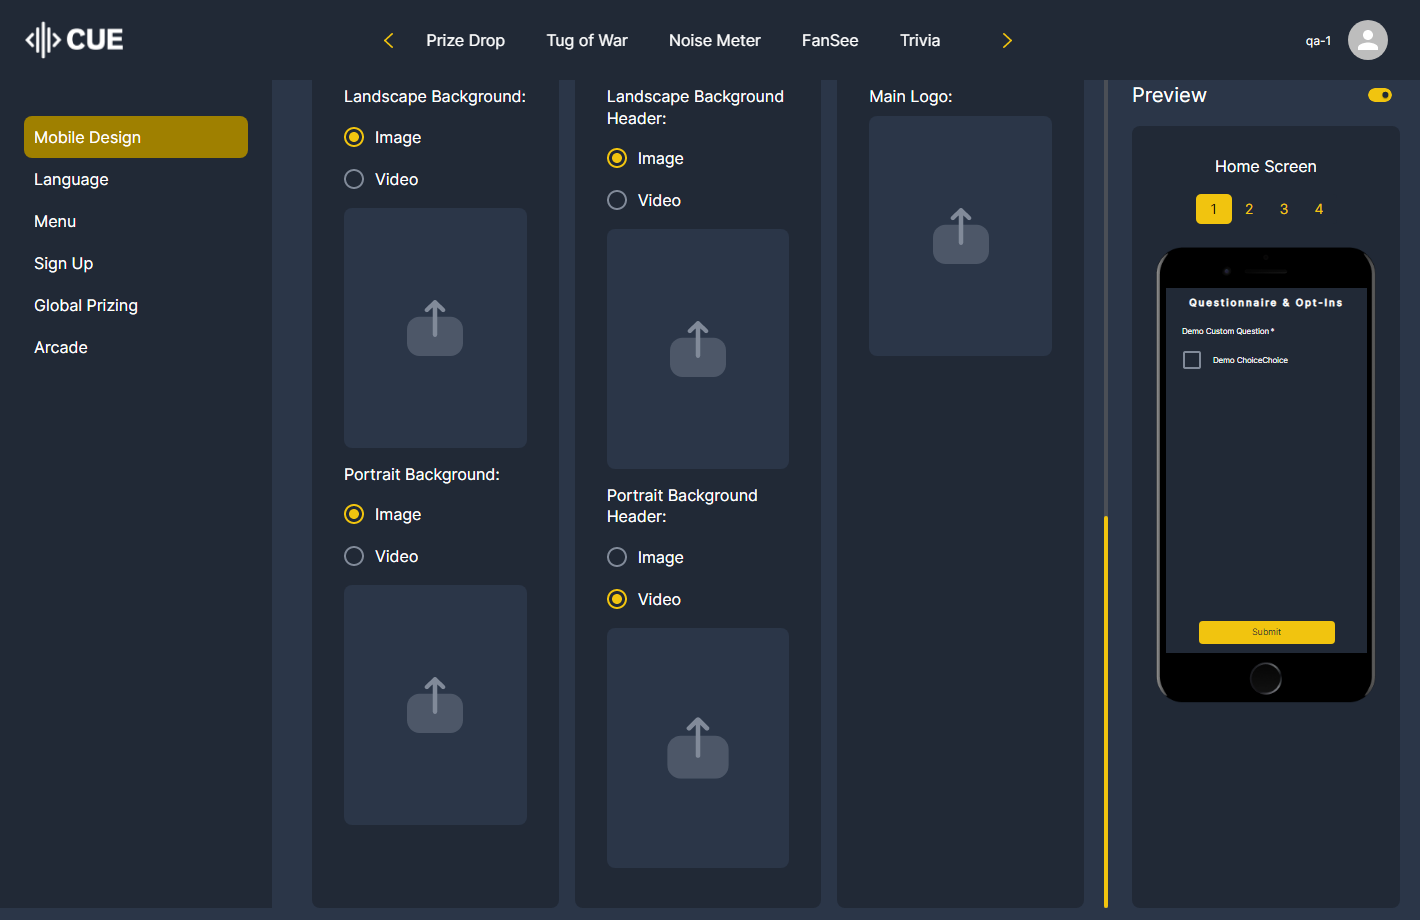 CUE
Prize Drop
Tug of War
Noise Meter
FanSee
Trivia
qa-1
Mobile Design
Language
Menu
Sign Up
Global Prizing
Arcade
Landscape Background:
Image
Video
Portrait Background:
Image
Video
Landscape Background
Header:
Image
Video
Portrait Background
Header:
Image
Video
Main Logo:
Preview
Home Screen
1 2 3 4
Questionnaire & Opt-Ins
Demo Custom Question*
Demo ChoiceChoice
Submit